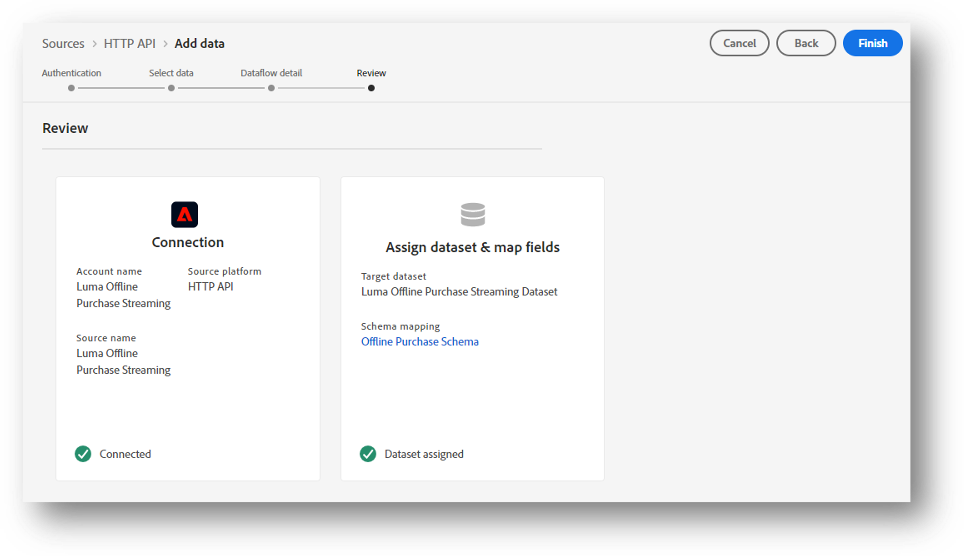 Sources > HTTP API > Add data
Cancel
Back
Finish
Authentication
Select data
Dataflow detail
Review
Review
Connection
Account name
Luma Offline
Purchase Streaming
Source platform
HTTP API
Source name
Luma Offline
Purchase Streaming
Connected
Assign dataset & map fields
Target dataset
Luma Offline Purchase Streaming Dataset
Schema mapping
Offline Purchase Schema
Dataset assigned